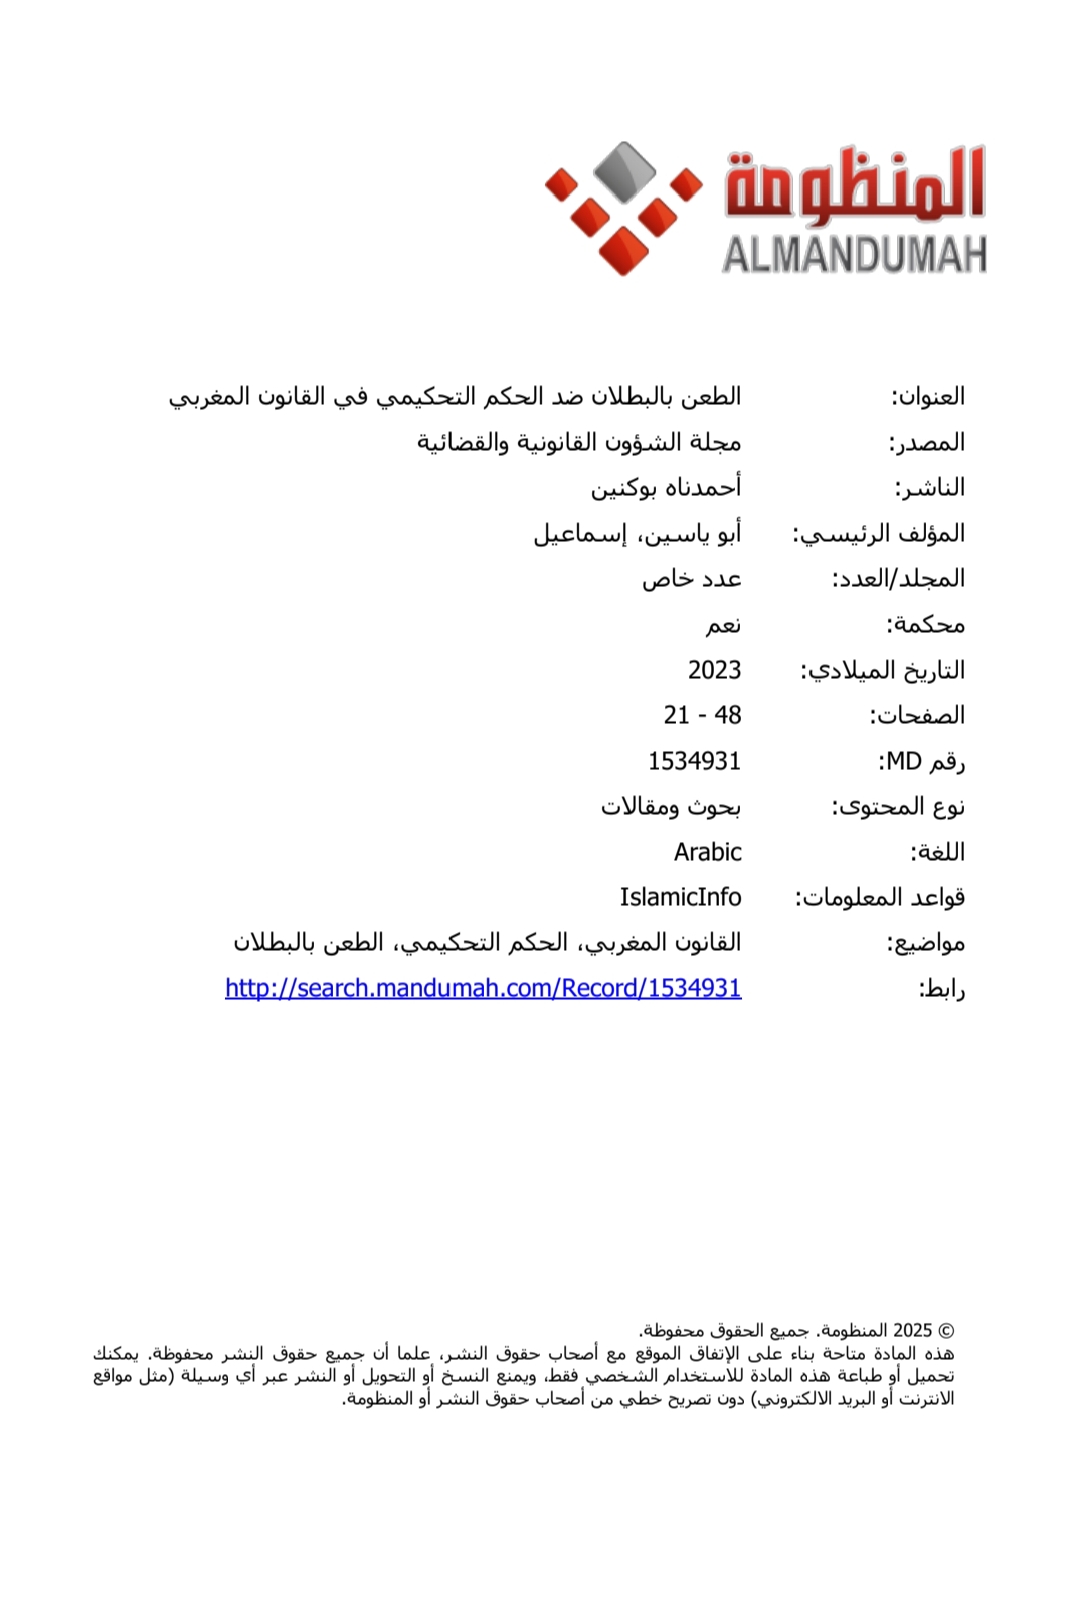 المنظومة
ALMANDUMAH
العنوان: الطعن بالبطلان ضد الحكم التحكيمي في القانون المغربي
المصدر: مجلة الشؤون القانونية والقضائية
الناشر: أحمدناه بوكنين
المؤلف الرئيسي: أبو ياسين، إسماعيل
المجلد/العدد: عدد خاص
محكمة: نعم
التاريخ الميلادي: 2023
الصفحات: 21 - 48
رقم MD: 1534931
نوع المحتوى: بحوث ومقالات
اللغة: Arabic
قواعد المعلومات: IslamicInfo
مواضيع: القانون المغربي، الحكم التحكيمي، الطعن بالبطلان
رابط: http://search.mandumah.com/Record/1534931
© 2025 المنظومة. جميع الحقوق محفوظة.
هذه المادة متاحة بناء على الإتفاق الموقع مع أصحاب حقوق النشر، علما أن جميع حقوق النشر محفوظة. يمكنك
تحميل أو طباعة هذه المادة للاستخدام الشخصي فقط، ويمنع النسخ أو التحويل أو النشر عبر أي وسيلة (مثل مواقع
الانترنت أو البريد الالكتروني) دون تصريح خطي من أصحاب حقوق النشر أو المنظومة.